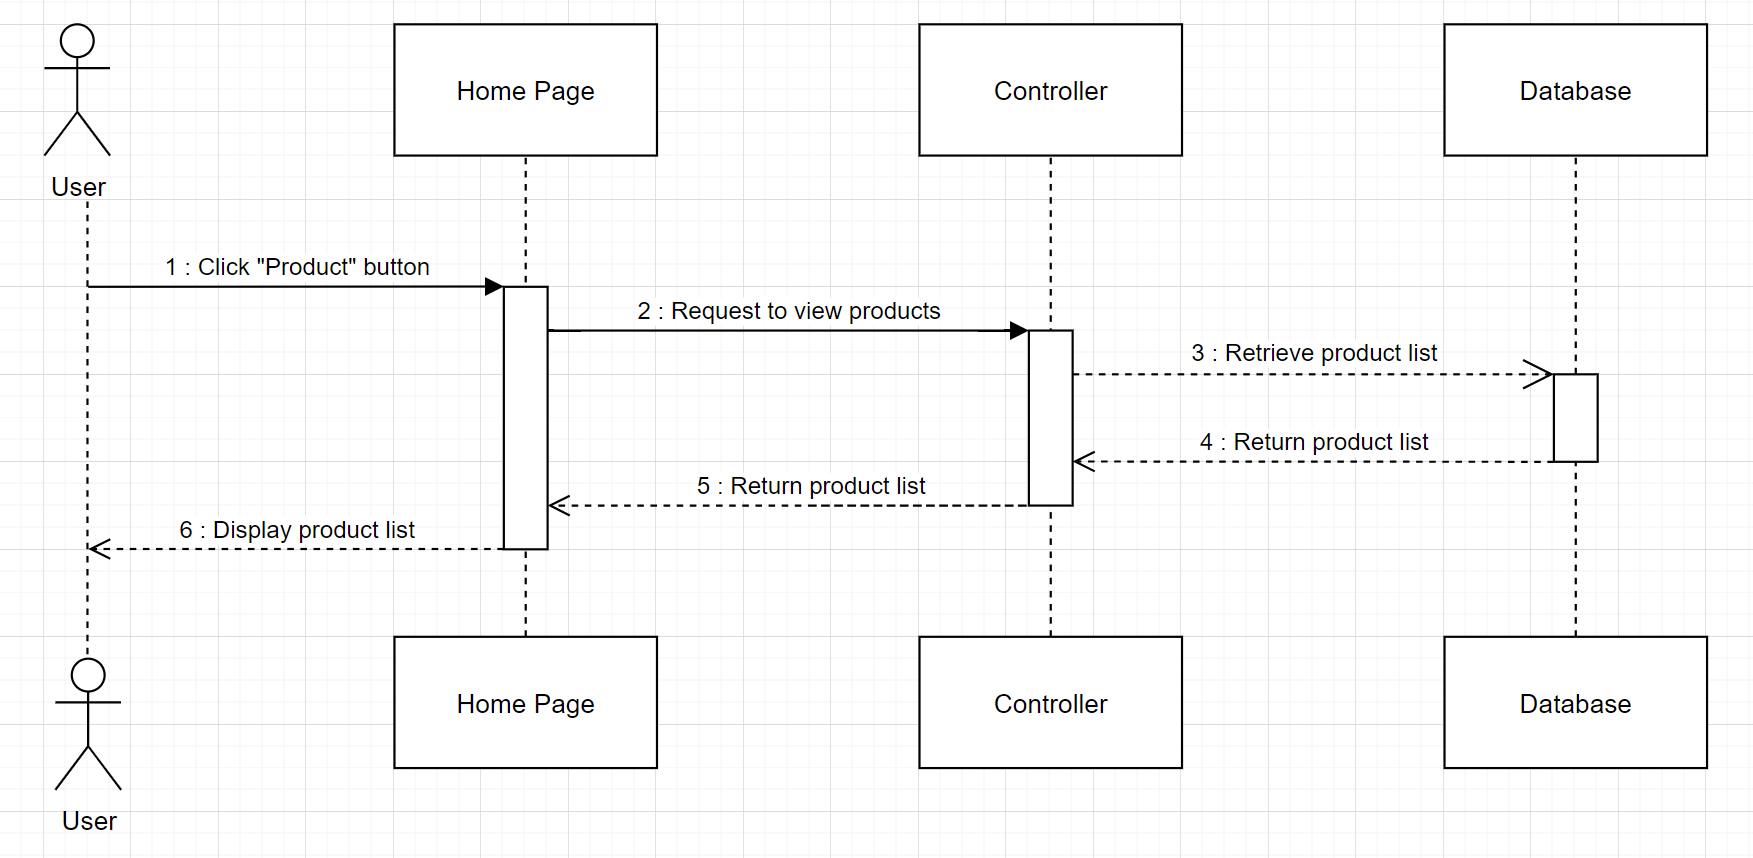 User
Home Page
Controller
Database
1 : Click "Product" button
2 : Request to view products
3 : Retrieve product list
4 : Return product list
5 : Return product list
6 : Display product list
User
Home Page
Controller
Database